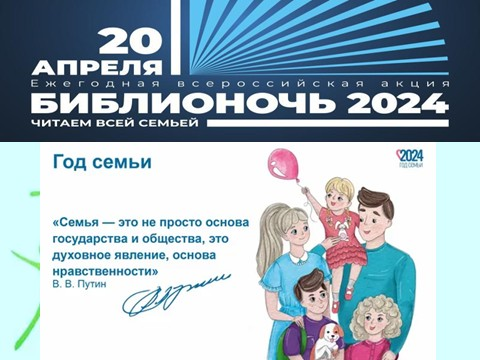 20
АПРЕЛЯ
Ежегодная всероссийская акция
БИБЛИОНОЧЬ 2024
ЧИТАЕМ ВСЕЙ СЕМЬЕЙ
Год семьи
2024
ГОД СЕМЬИ
«Семья — это не просто основа
государства и общества, это
духовное явление, основа
нравственности»
В. В. Путин